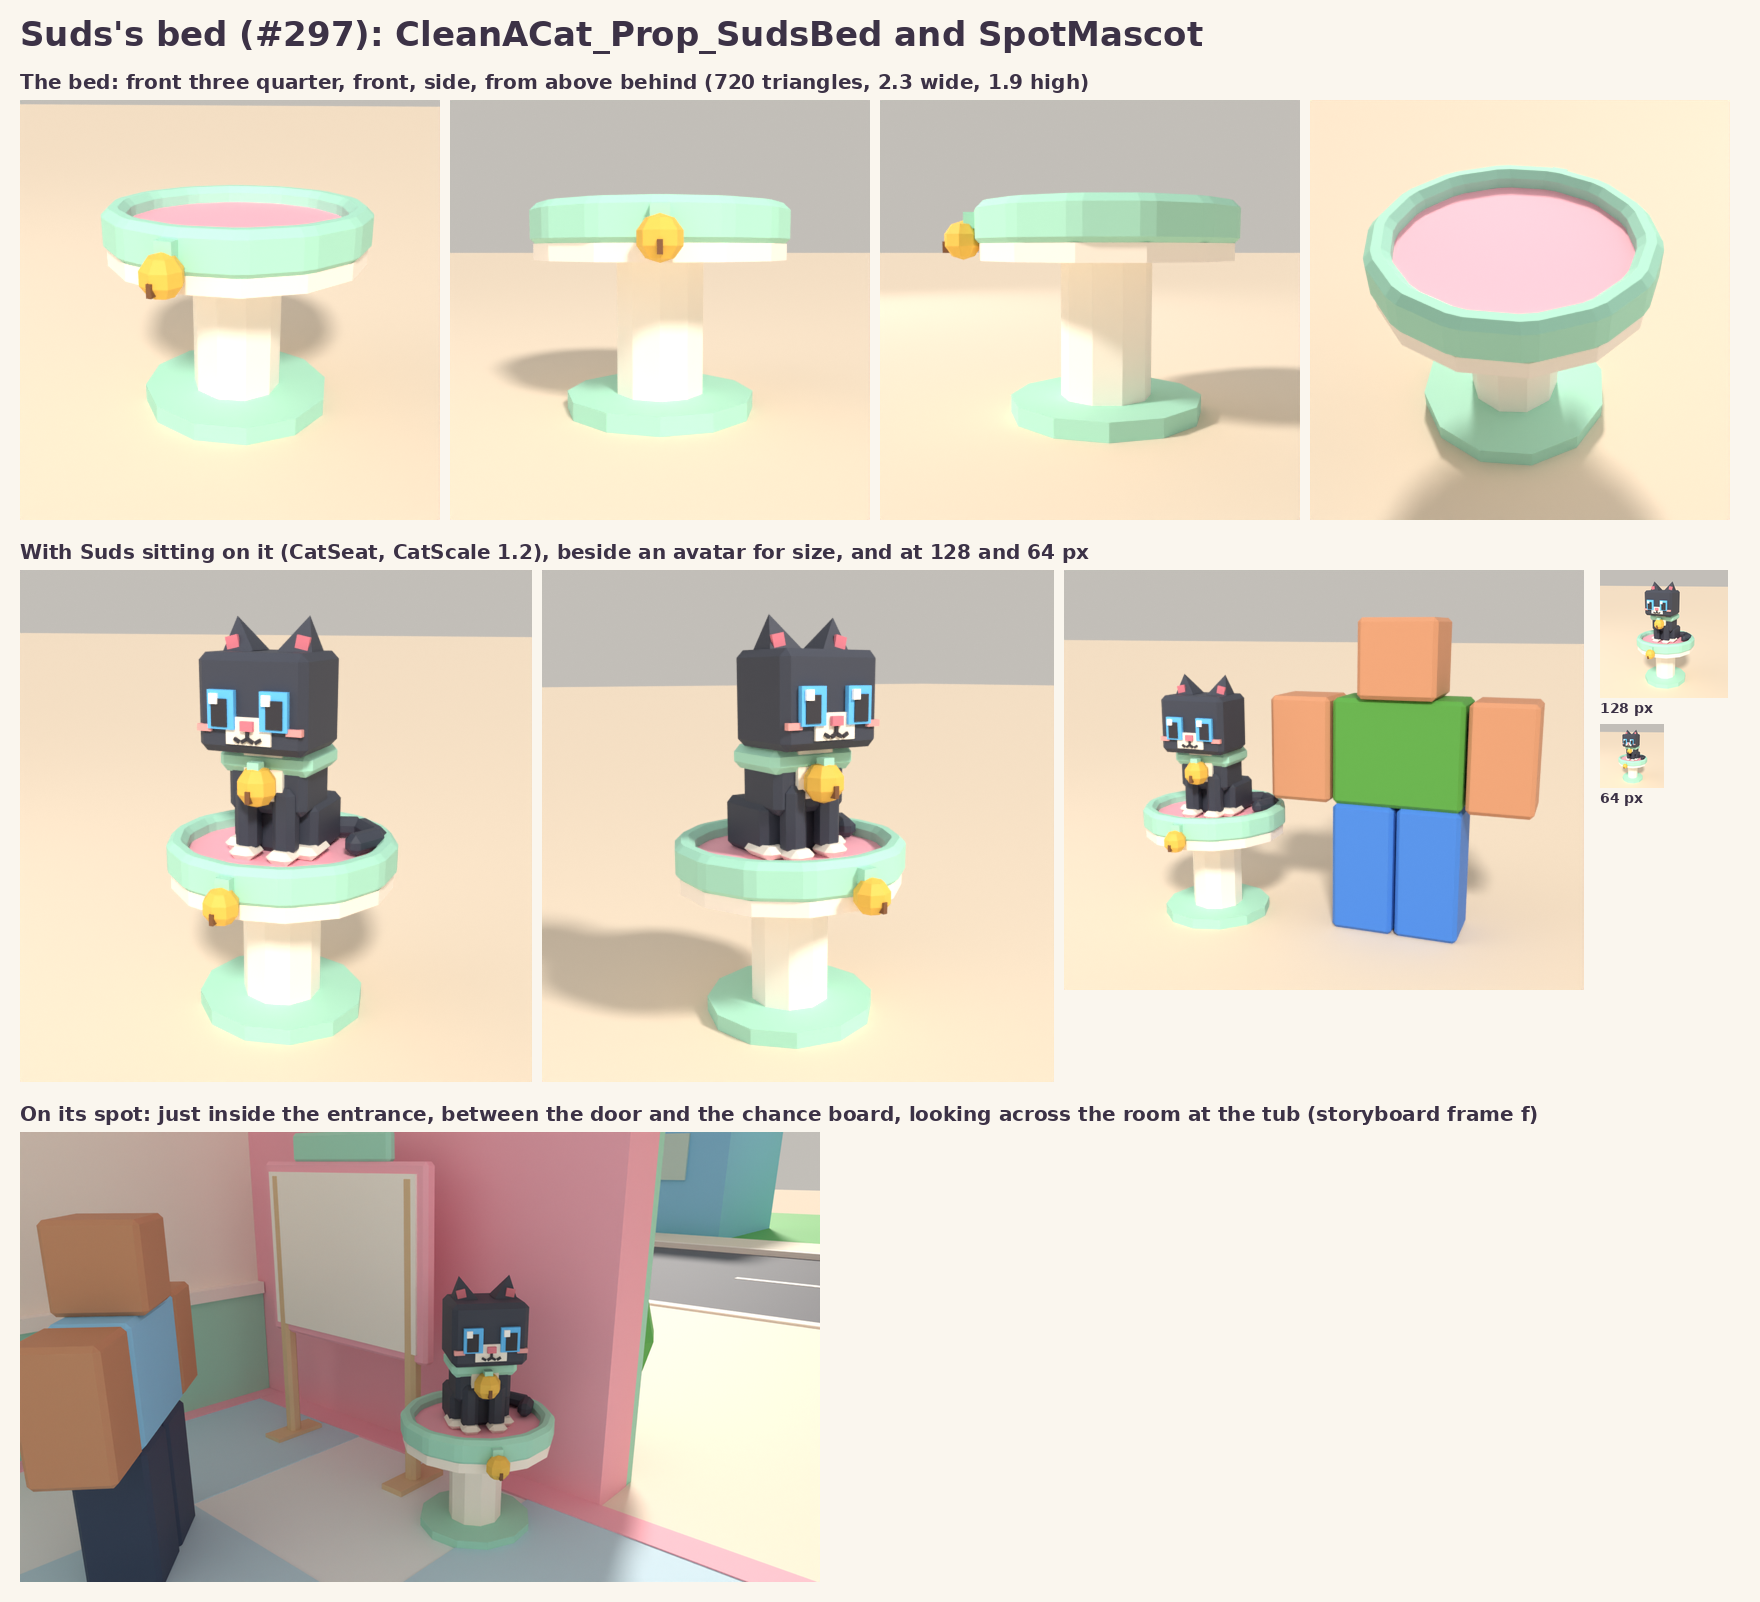 Suds's bed (#297): CleanACat_Prop_SudsBed and SpotMascot
The bed: front three quarter, front, side, from above behind (720 triangles, 2.3 wide, 1.9 high)
With Suds sitting on it (CatSeat, CatScale 1.2), beside an avatar for size, and at 128 and 64 px
128 px
64 px
On its spot: just inside the entrance, between the door and the chance board, looking across the room at the tub (storyboard frame f)